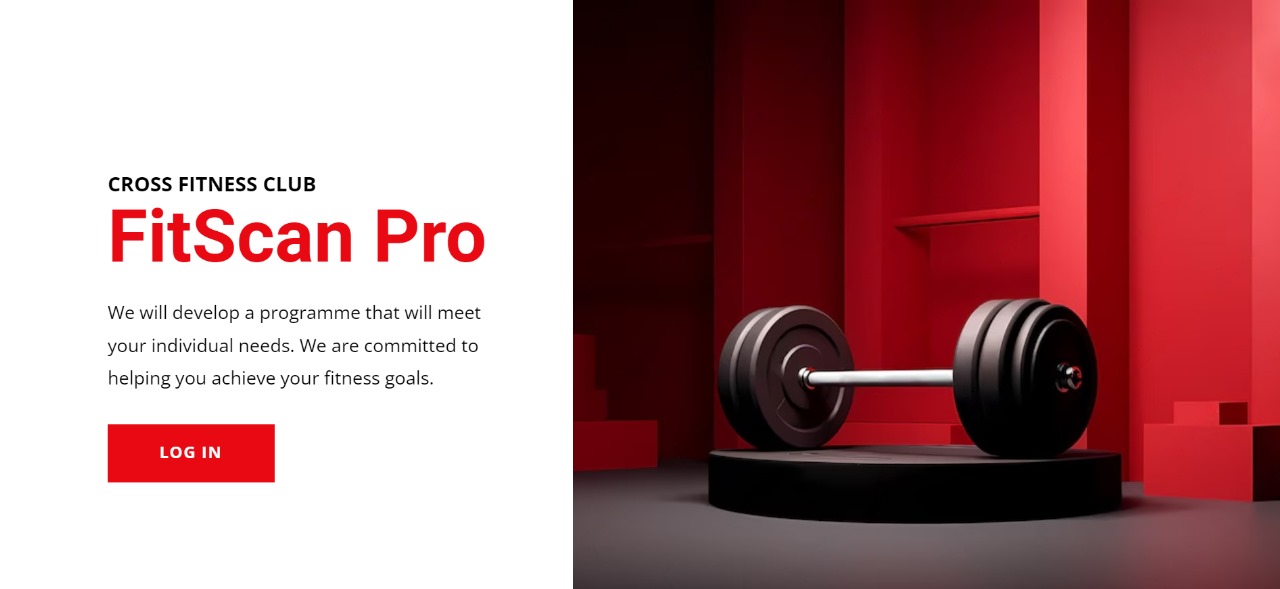 CROSS FITNESS CLUB
FitScan Pro
We will develop a programme that will meet
your individual needs. We are committed to
helping you achieve your fitness goals.
LOG IN